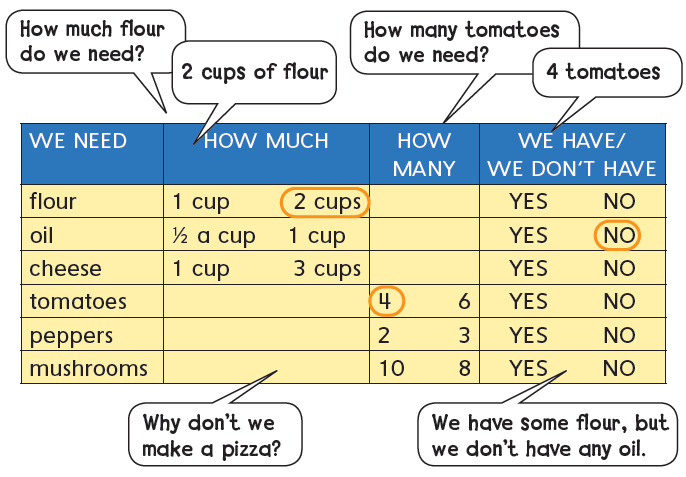 How much flour
do we need?
2 cups of flour
How many tomatoes
do we need?
4 tomatoes
WE NEED HOW MUCH HOW MANY WE HAVE/ WE DON'T HAVE
flour 1 cup 2 cups YES NO
oil ½ a cup 1 cup YES NO
cheese 1 cup 3 cups YES NO
tomatoes 4 6 YES NO
peppers 2 3 YES NO
mushrooms 10 8 YES NO
Why don't we
make a pizza?
We have some flour, but
we don't have any oil.